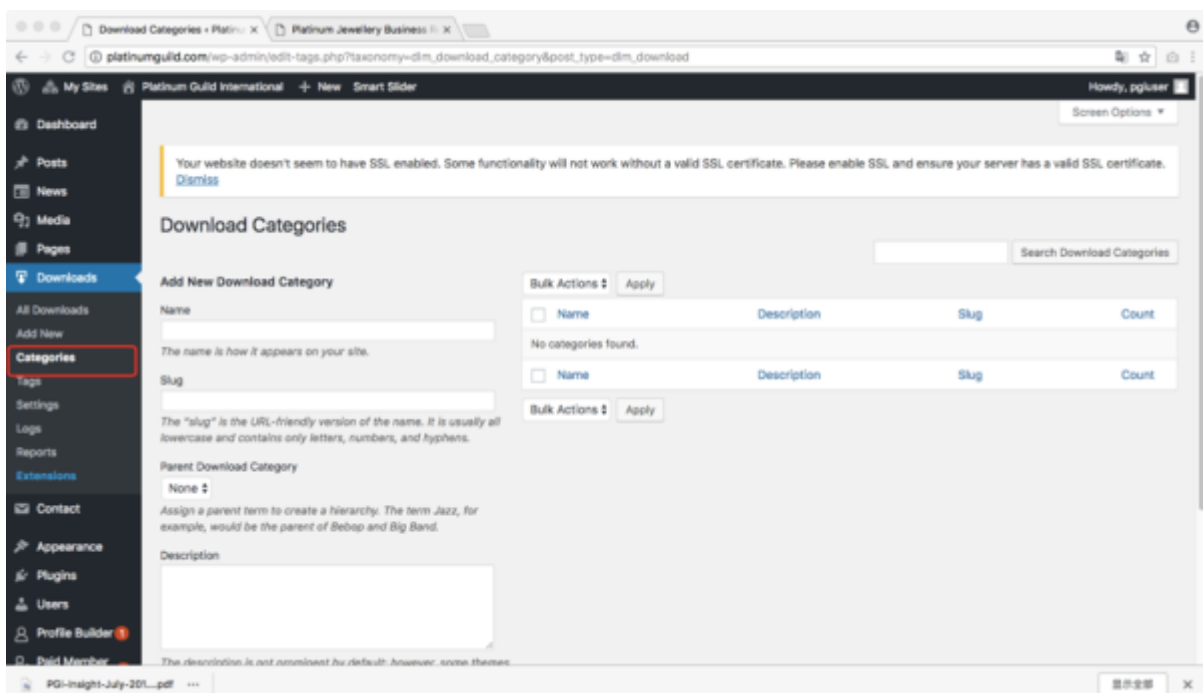 Download Categories ‹ Platinu
Platinum Jewellery Business R
platinumguild.com/wp-admin/edit-tags.php?taxonomy=dlm_download_category&post_type=dlm_download
My Sites Platinum Guild International + New Smart Slider Howdy, pgiuser
Screen Options
Dashboard
Posts
News
Media
Pages
Downloads
All Downloads
Add New
Categories
Tags
Settings
Logs
Reports
Extensions
Contact
Appearance
Plugins
Users
Profile Builder 1
Paid Member
Your website doesn't seem to have SSL enabled. Some functionality will not work without a valid SSL certificate. Please enable SSL and ensure your server has a valid SSL certificate.
Dismiss
Download Categories
Search Download Categories
Add New Download Category
Name
The name is how it appears on your site.
Slug
The "slug" is the URL-friendly version of the name. It is usually all
lowercase and contains only letters, numbers, and hyphens.
Parent Download Category
None
Assign a parent term to create a hierarchy. The term Jazz, for
example, would be the parent of Bebop and Big Band.
Description
The description is not prominent by default; however, some themes
Bulk Actions Apply
Name Description Slug Count
No categories found.
Name Description Slug Count
Bulk Actions Apply
PGI-Insight-July-201....pdf
显示全部